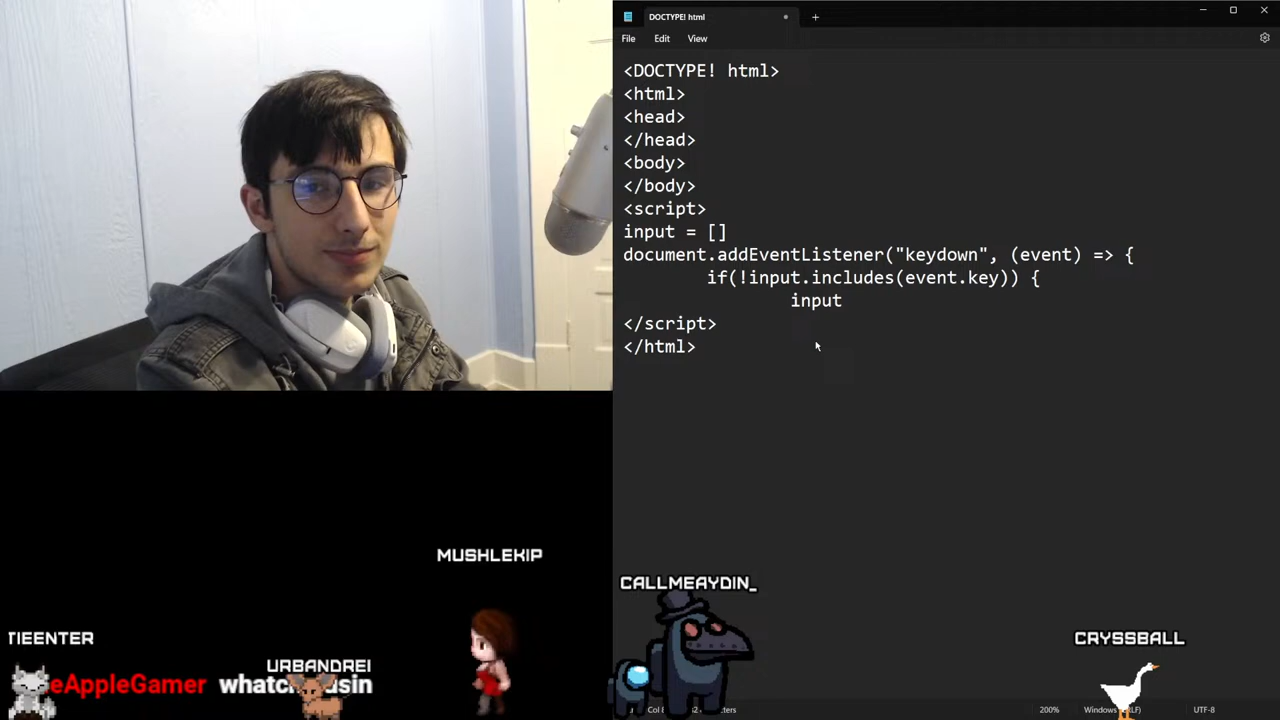 DOCTYPE! html
File Edit View
<DOCTYPE! html>
<html>
<head>
</head>
<body>
</body>
<script>
input = []
document.addEventListener("keydown", (event) => {
if(!input.includes(event.key)) {
input
</script>
</html>
MUSHLEKIP
CALLMEAYDIN_
TIEENTER
CRYSSBALL
URBANDREI
eAppleGamer
200%
UTF-8